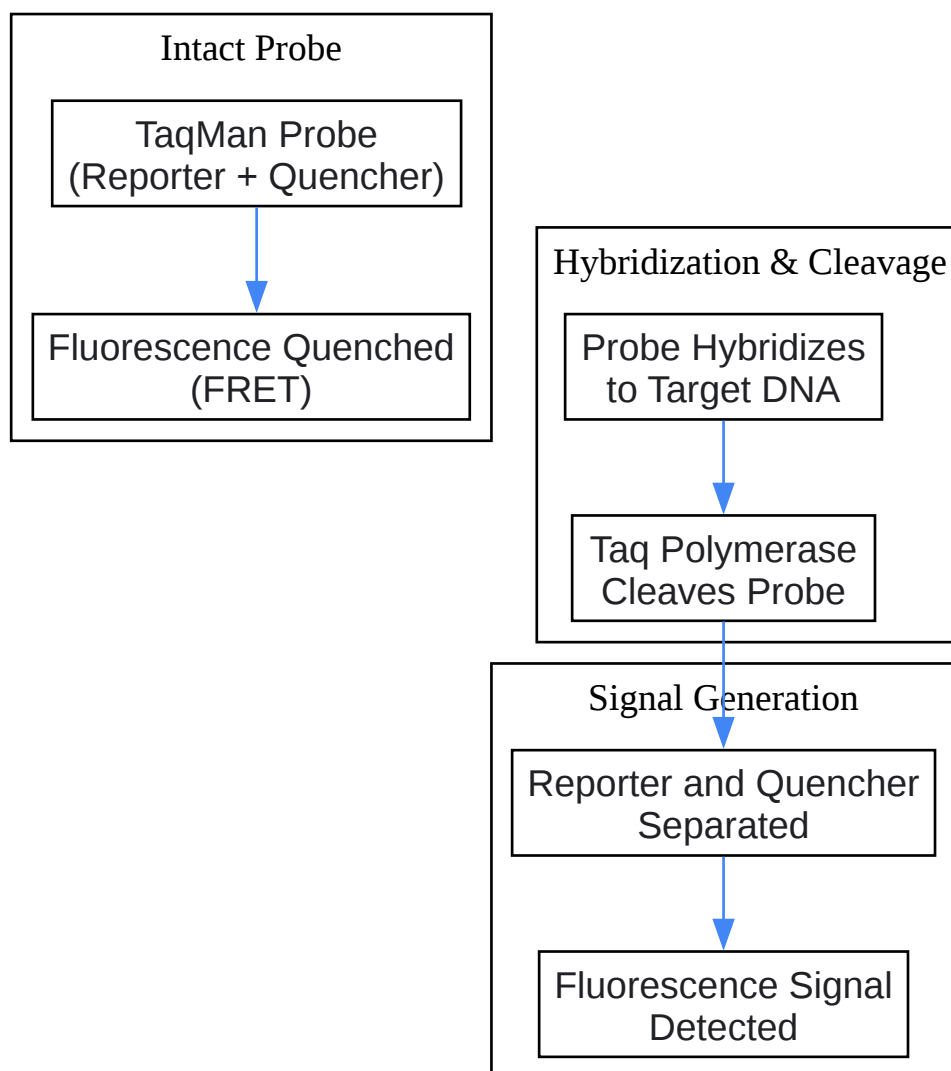 Intact Probe
TaqMan Probe
(Reporter + Quencher)
Fluorescence Quenched
(FRET)
Hybridization & Cleavage
Probe Hybridizes
to Target DNA
Taq Polymerase
Cleaves Probe
Signal Generation
Reporter and Quencher
Separated
Fluorescence Signal
Detected